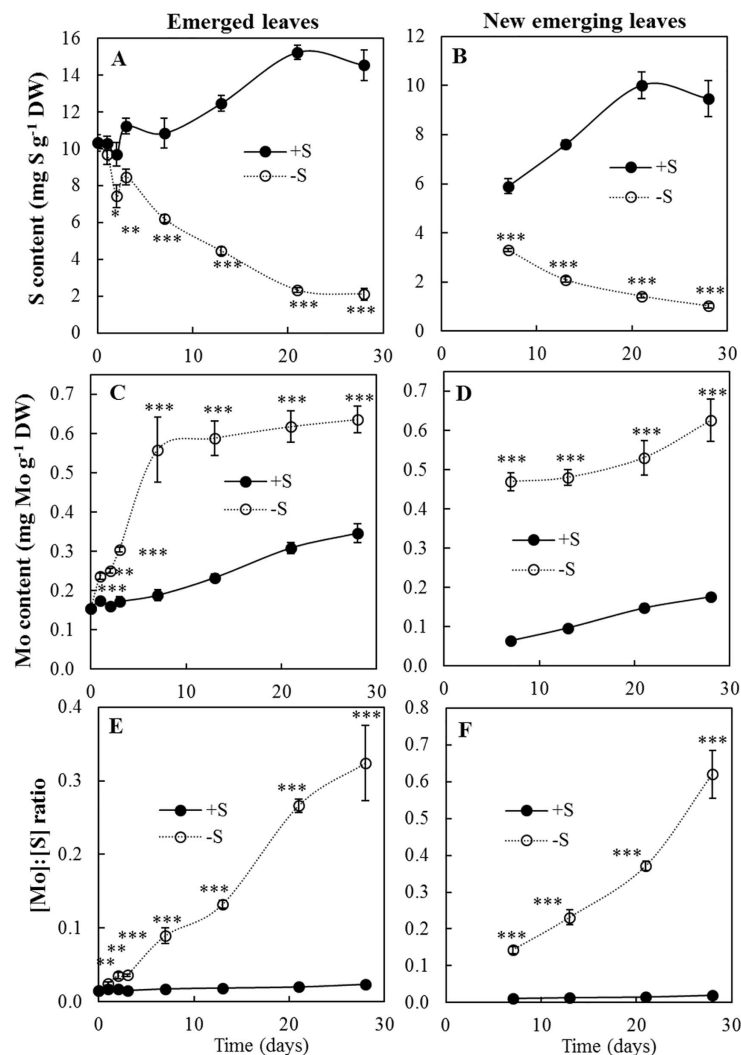 Emerged leaves
New emerging leaves
S content (mg S g-1 DW)
16
14
12
10
8
6
4
2
0
A
+S
-S
*
**
***
***
***
***
0 10 20 30
12
10
8
6
4
2
0
B
+S
-S
***
***
***
***
0 10 20 30
Mo content (mg Mo g-1 DW)
0.7
0.6
0.5
0.4
0.3
0.2
0.1
0.0
C
***
***
***
***
+S
-S
***
**
***
0 10 20 30
0.7
0.6
0.5
0.4
0.3
0.2
0.1
0.0
D
***
***
***
***
+S
-S
0 10 20 30
[Mo]:[S] ratio
0.4
0.3
0.2
0.1
0.0
E
***
***
+S
-S
***
***
***
**
**
0 10 20 30
Time (days)
0.8
0.7
0.6
0.5
0.4
0.3
0.2
0.1
0.0
F
***
+S
-S
***
***
***
0 10 20 30
Time (days)